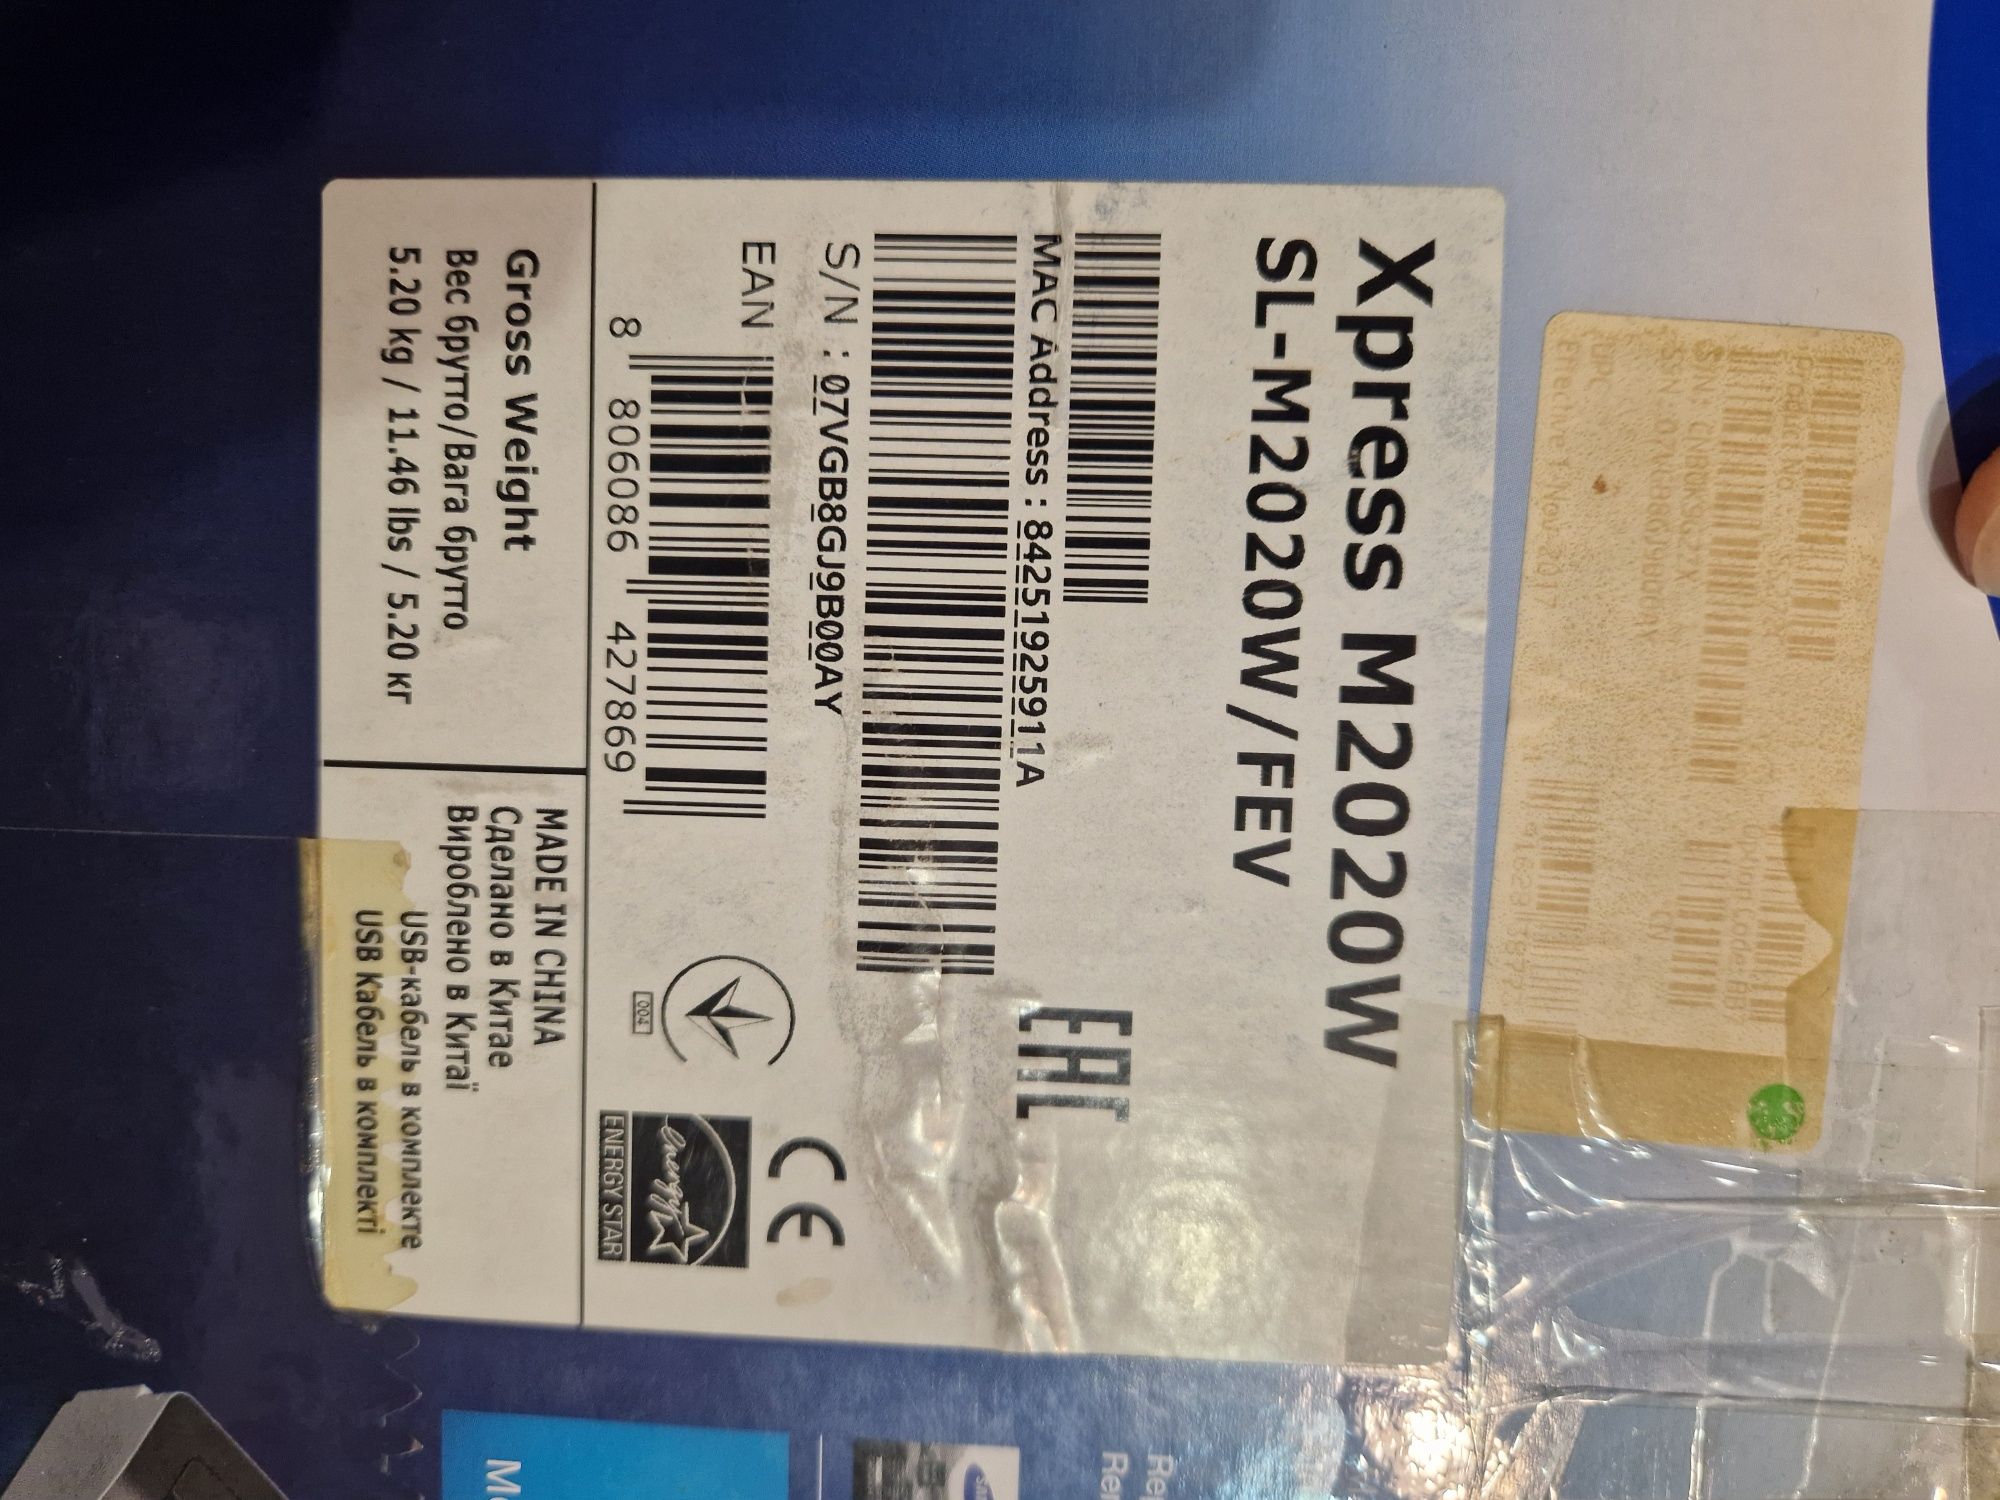 Xpress M2020W
SL-M2020W/FEV
MAC Address : 84251925911A
S/N : 07VGB8GJ9B00AY
EAN
8 806086 427869
EAC
CE
004
energy
ENERGY STAR
Gross Weight
Вес брутто/Вага брутто
5.20 kg / 11.46 lbs / 5.20 кг
MADE IN CHINA
Сделано в Китае
Вироблено в Китаї
USB-кабель в комплекте
USB Кабель в комплекті